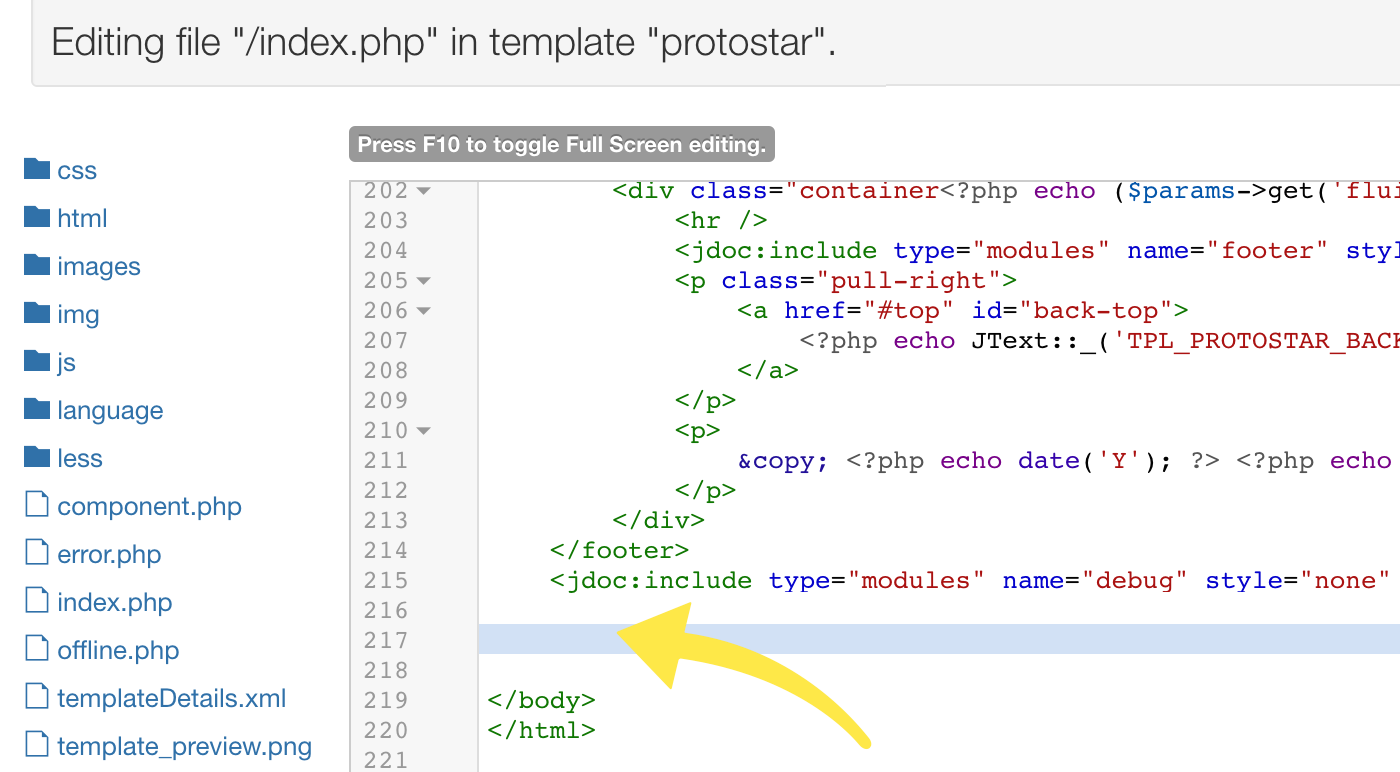 Editing file "/index.php" in template "protostar".
Press F10 to toggle Full Screen editing.
css
html
images
img
js
language
less
component.php
error.php
index.php
offline.php
templateDetails.xml
template_preview.png
202 <div class="container<?php echo ($params->get('flui
203 <hr />
204 <jdoc:include type="modules" name="footer" styl
205 <p class="pull-right">
206 <a href="#top" id="back-top">
207 <?php echo JText::_('TPL_PROTOSTAR_BACK
208 </a>
209 </p>
210 <p>
211 &copy; <?php echo date('Y'); ?> <?php echo
212 </p>
213 </div>
214 </footer>
215 <jdoc:include type="modules" name="debug" style="none"
216
217
218
219 </body>
220 </html>
221